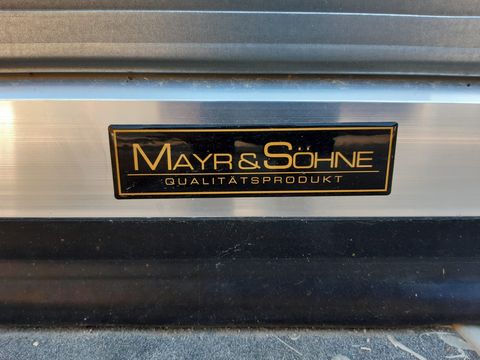 MAYR & SÖHNE
QUALITÄTSPRODUKT